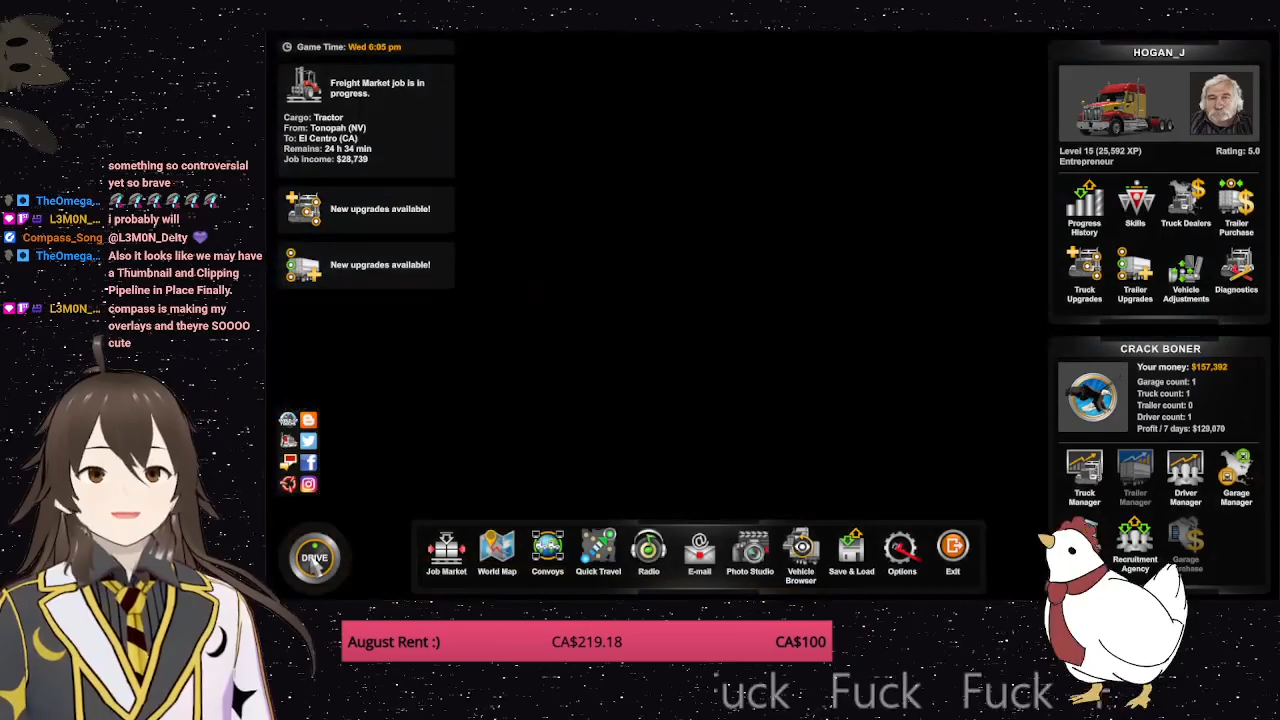 Game Time: Wed 6:05 pm
Freight Market job is in
progress.
Cargo: Tractor
From: Tonopah (NV)
To: El Centro (CA)
Remains: 24 h 34 min
Job income: $28,739
New upgrades available!
New upgrades available!
something so controversial
yet so brave
TheOmega...
L3M0N_... i probably will
Compass_Song @L3M0N_Delty
TheOmega... Also it looks like we may have
a Thumbnail and Clipping
Pipeline in Place Finally.
L3M0N_... compass is making my
overlays and theyre SOOOO
cute
HOGAN_J
Level 15 (25,592 XP) Rating: 5.0
Entrepreneur
Progress History
Skills
Truck Dealers
Trailer Purchase
Truck Upgrades
Trailer Upgrades
Vehicle Adjustments
Diagnostics
CRACK BONER
Your money: $157,392
Garage count: 1
Truck count: 1
Trailer count: 0
Driver count: 1
Profit / 7 days: $129,070
Truck Manager
Trailer Manager
Driver Manager
Garage Manager
Recruitment Agency
Garage
DRIVE
Job Market
World Map
Convoys
Quick Travel
Radio
E-mail
Photo Studio
Vehicle Browser
Save & Load
Options
Exit
August Rent :) CA$219.18 CA$100
uck Fuck Fuck